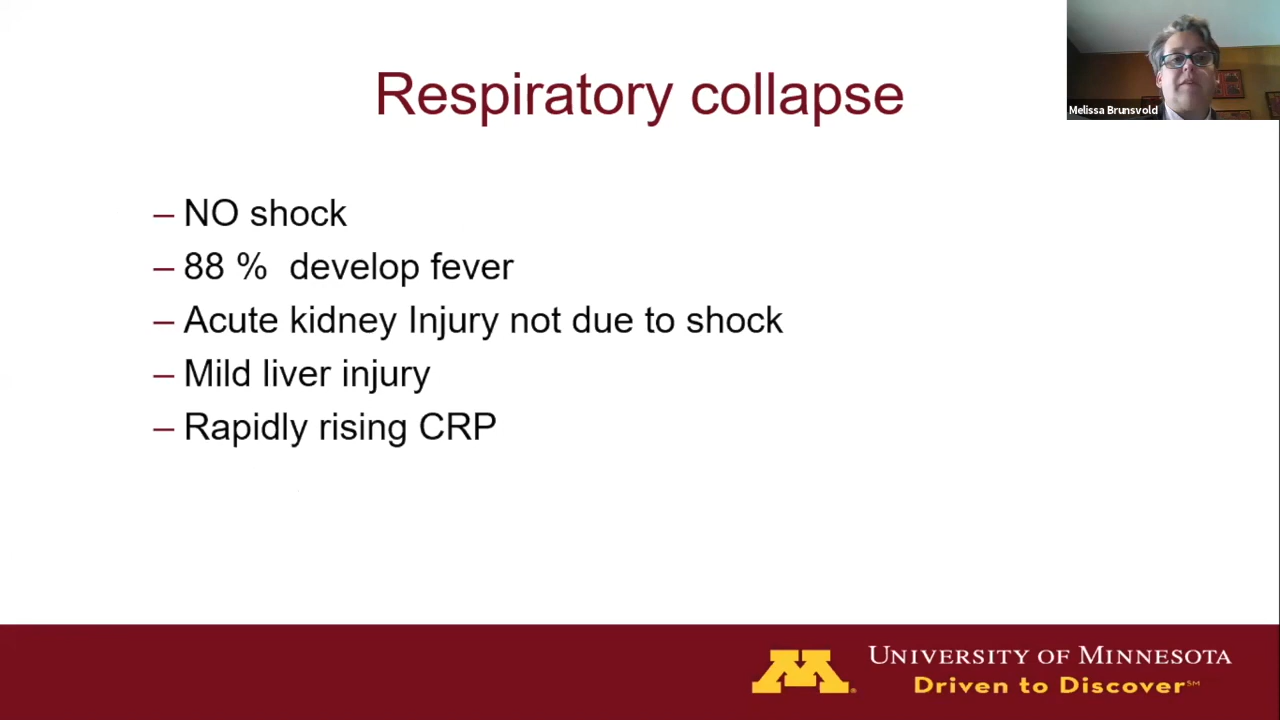 Respiratory collapse
Melissa Brunsvold
– NO shock
– 88 %  develop fever
– Acute kidney Injury not due to shock
– Mild liver injury
– Rapidly rising CRP
M
UNIVERSITY OF MINNESOTA
Driven to Discover℠